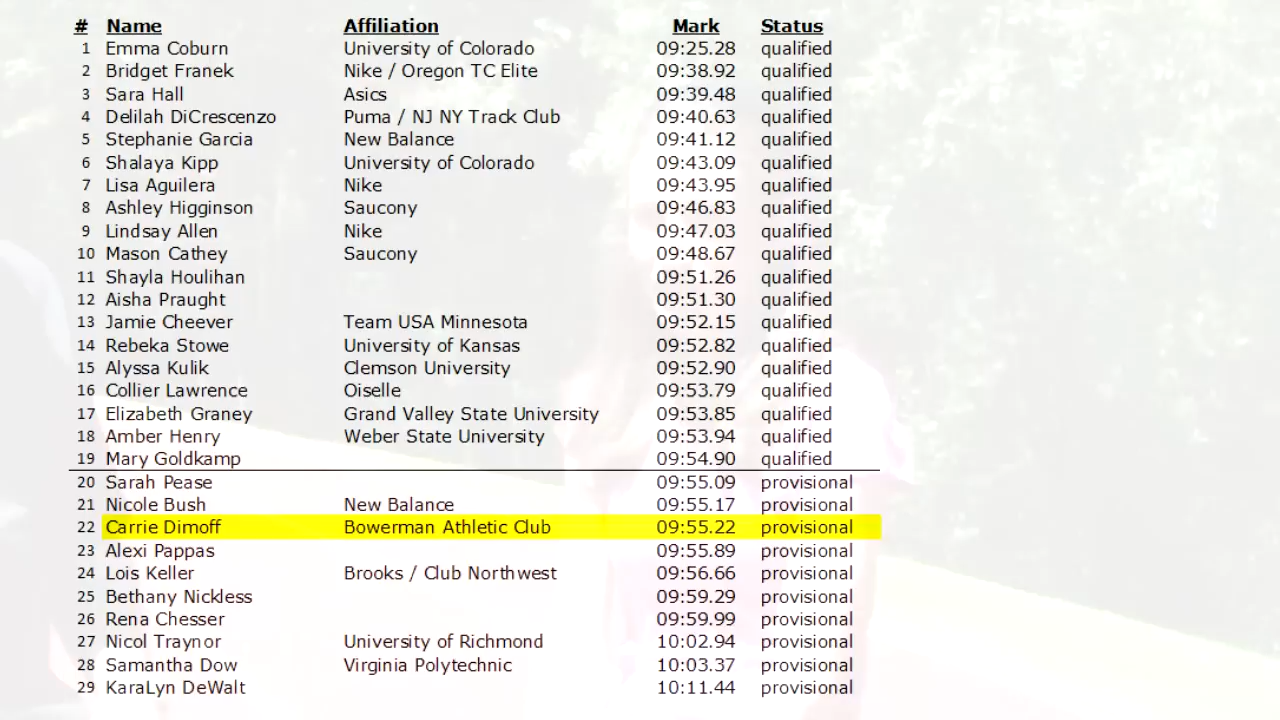 # Name Affiliation Mark Status
1 Emma Coburn University of Colorado 09:25.28 qualified
2 Bridget Franek Nike / Oregon TC Elite 09:38.92 qualified
3 Sara Hall Asics 09:39.48 qualified
4 Delilah DiCrescenzo Puma / NJ NY Track Club 09:40.63 qualified
5 Stephanie Garcia New Balance 09:41.12 qualified
6 Shalaya Kipp University of Colorado 09:43.09 qualified
7 Lisa Aguilera Nike 09:43.95 qualified
8 Ashley Higginson Saucony 09:46.83 qualified
9 Lindsay Allen Nike 09:47.03 qualified
10 Mason Cathey Saucony 09:48.67 qualified
11 Shayla Houlihan 09:51.26 qualified
12 Aisha Praught 09:51.30 qualified
13 Jamie Cheever Team USA Minnesota 09:52.15 qualified
14 Rebeka Stowe University of Kansas 09:52.82 qualified
15 Alyssa Kulik Clemson University 09:52.90 qualified
16 Collier Lawrence Oiselle 09:53.79 qualified
17 Elizabeth Graney Grand Valley State University 09:53.85 qualified
18 Amber Henry Weber State University 09:53.94 qualified
19 Mary Goldkamp 09:54.90 qualified
20 Sarah Pease 09:55.09 provisional
21 Nicole Bush New Balance 09:55.17 provisional
22 Carrie Dimoff Bowerman Athletic Club 09:55.22 provisional
23 Alexi Pappas 09:55.89 provisional
24 Lois Keller Brooks / Club Northwest 09:56.66 provisional
25 Bethany Nickless 09:59.29 provisional
26 Rena Chesser 09:59.99 provisional
27 Nicol Traynor University of Richmond 10:02.94 provisional
28 Samantha Dow Virginia Polytechnic 10:03.37 provisional
29 KaraLyn DeWalt 10:11.44 provisional